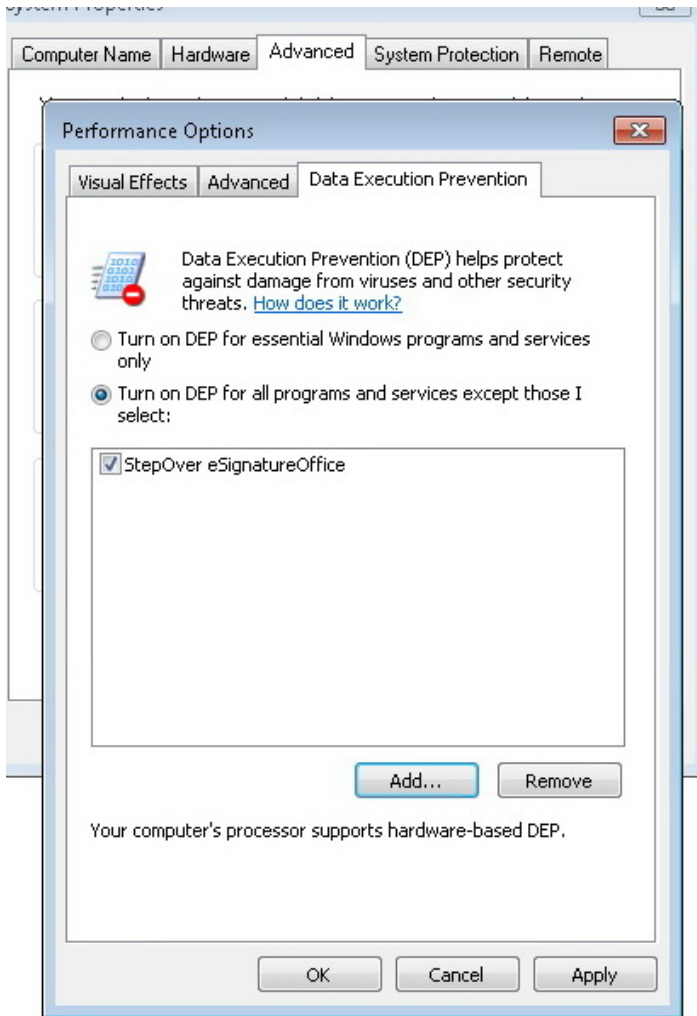 System Properties
Computer Name Hardware Advanced System Protection Remote
Performance Options
Visual Effects Advanced Data Execution Prevention
Data Execution Prevention (DEP) helps protect
against damage from viruses and other security
threats. How does it work?
Turn on DEP for essential Windows programs and services
only
Turn on DEP for all programs and services except those I
select:
StepOver eSignatureOffice
Add... Remove
Your computer's processor supports hardware-based DEP.
OK Cancel Apply